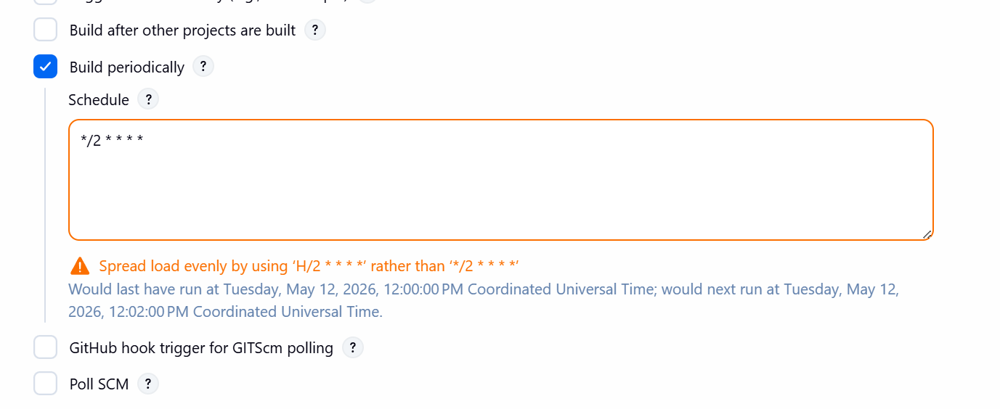 Build after other projects are built ?
Build periodically ?
Schedule ?
*/2 * * * *
Spread load evenly by using ‘H/2 * * * *’ rather than ‘*/2 * * * *’
Would last have run at Tuesday, May 12, 2026, 12:00:00 PM Coordinated Universal Time; would next run at Tuesday, May 12,
2026, 12:02:00 PM Coordinated Universal Time.
GitHub hook trigger for GITScm polling ?
Poll SCM ?